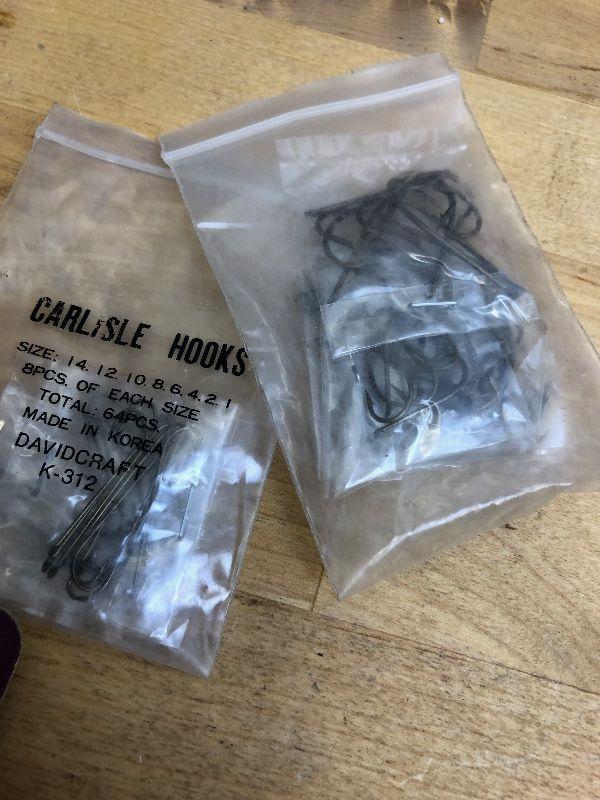 CARLISLE HOOKS
SIZE: 14. 12. 10. 8. 6. 4. 2. 1
8PCS. OF EACH SIZE
TOTAL: 64PCS.
MADE IN KOREA
DAVIDCRAFT
K-312